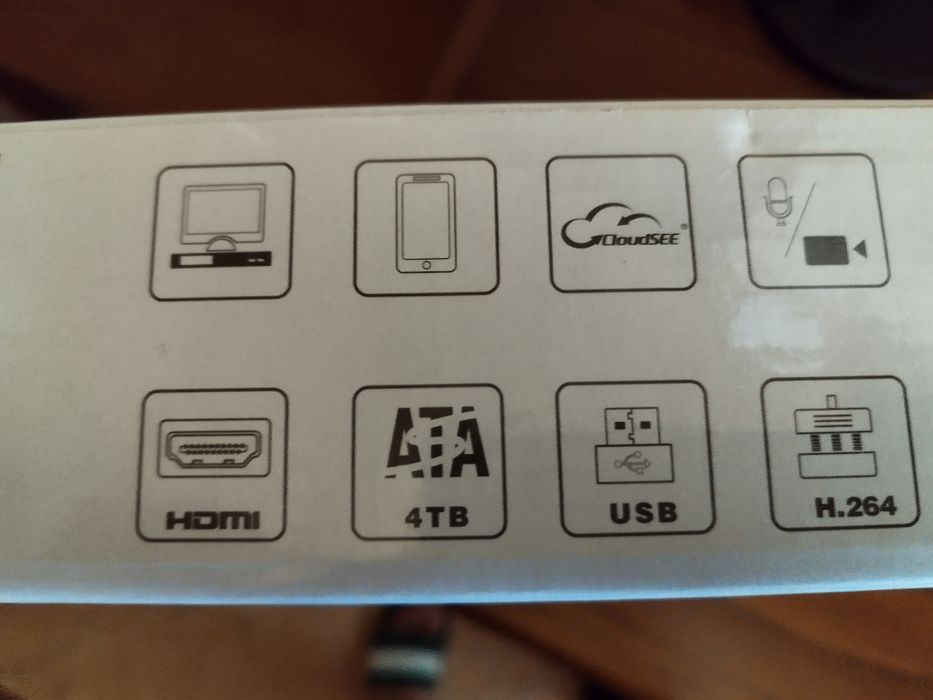 CloudSEE®
HDMI
ATA
4TB
USB
H.264